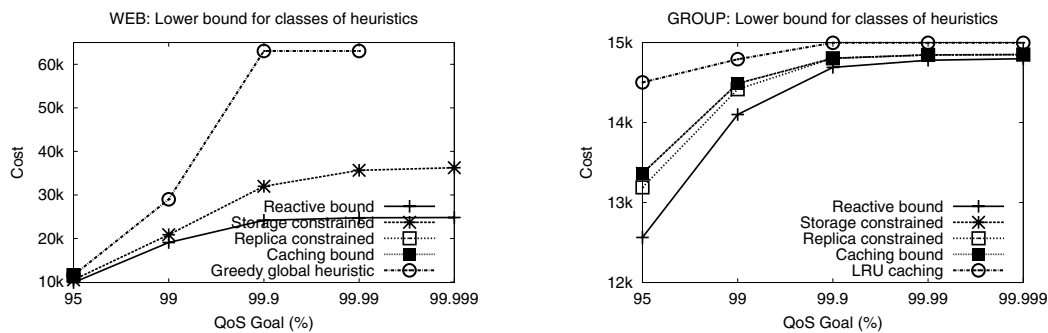 WEB: Lower bound for classes of heuristics
60k
50k
40k
30k
20k
10k
Cost
Reactive bound
Storage constrained
Replica constrained
Caching bound
Greedy global heuristic
95 99 99.9 99.99 99.999
QoS Goal (%)
GROUP: Lower bound for classes of heuristics
15k
14k
13k
12k
Cost
Reactive bound
Storage constrained
Replica constrained
Caching bound
LRU caching
95 99 99.9 99.99 99.999
QoS Goal (%)